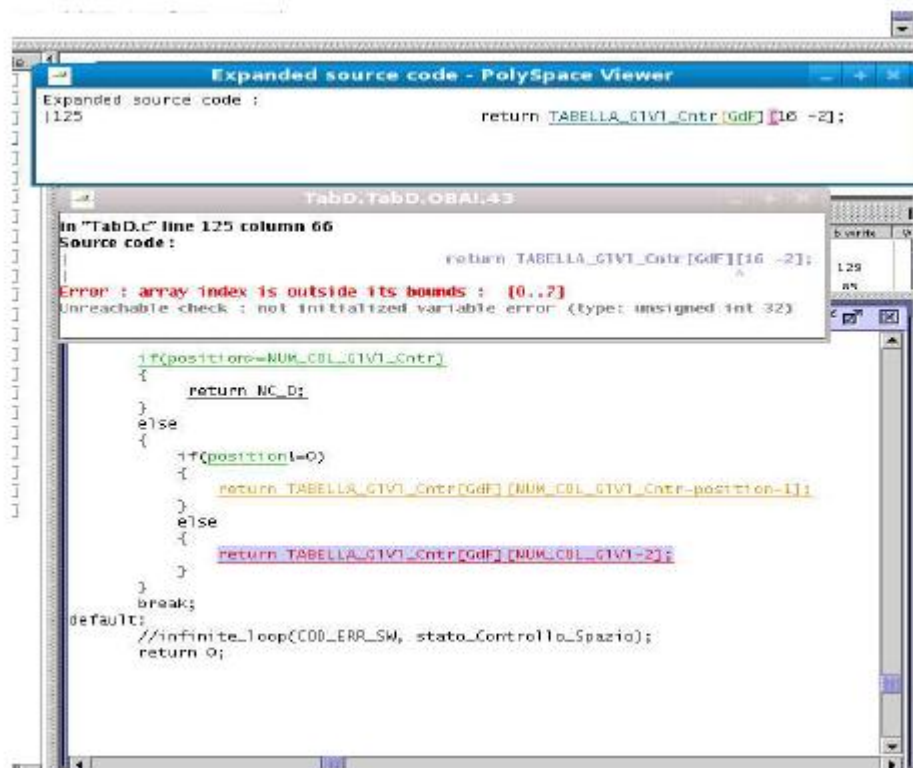 Expanded source code - PolySpace Viewer
Expanded source code :
|125 return TABELLA_G1V1_Cntr[GdF][16 -2];
TabD.TabD.OBAI.43
in "TabD.c" line 125 column 66
Source code :
|
| return TABELLA_G1V1_Cntr[GdF][16 -2];
^
Error : array index is outside its bounds : [0..7]
Unreachable check : not initialized variable error (type: unsigned int 32)
129
if(position>=NUM_COL_G1V1_Cntr)
{
return NC_D;
}
else
{
if(position!=0)
{
return TABELLA_G1V1_Cntr[GdF][NUM_COL_G1V1_Cntr-position-1];
}
else
{
return TABELLA_G1V1_Cntr[GdF][NUM_COL_G1V1-2];
}
}
break;
default:
//infinite_loop(COD_ERR_SW, stato_Controllo_Spazio);
return 0;